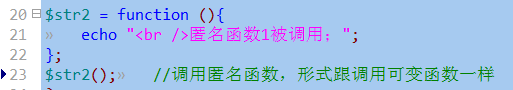 20 $str2 = function (){
21 » echo "<br />匿名函数1被调用；";
22 };
23 $str2();» //调用匿名函数，形式跟调用可变函数一样